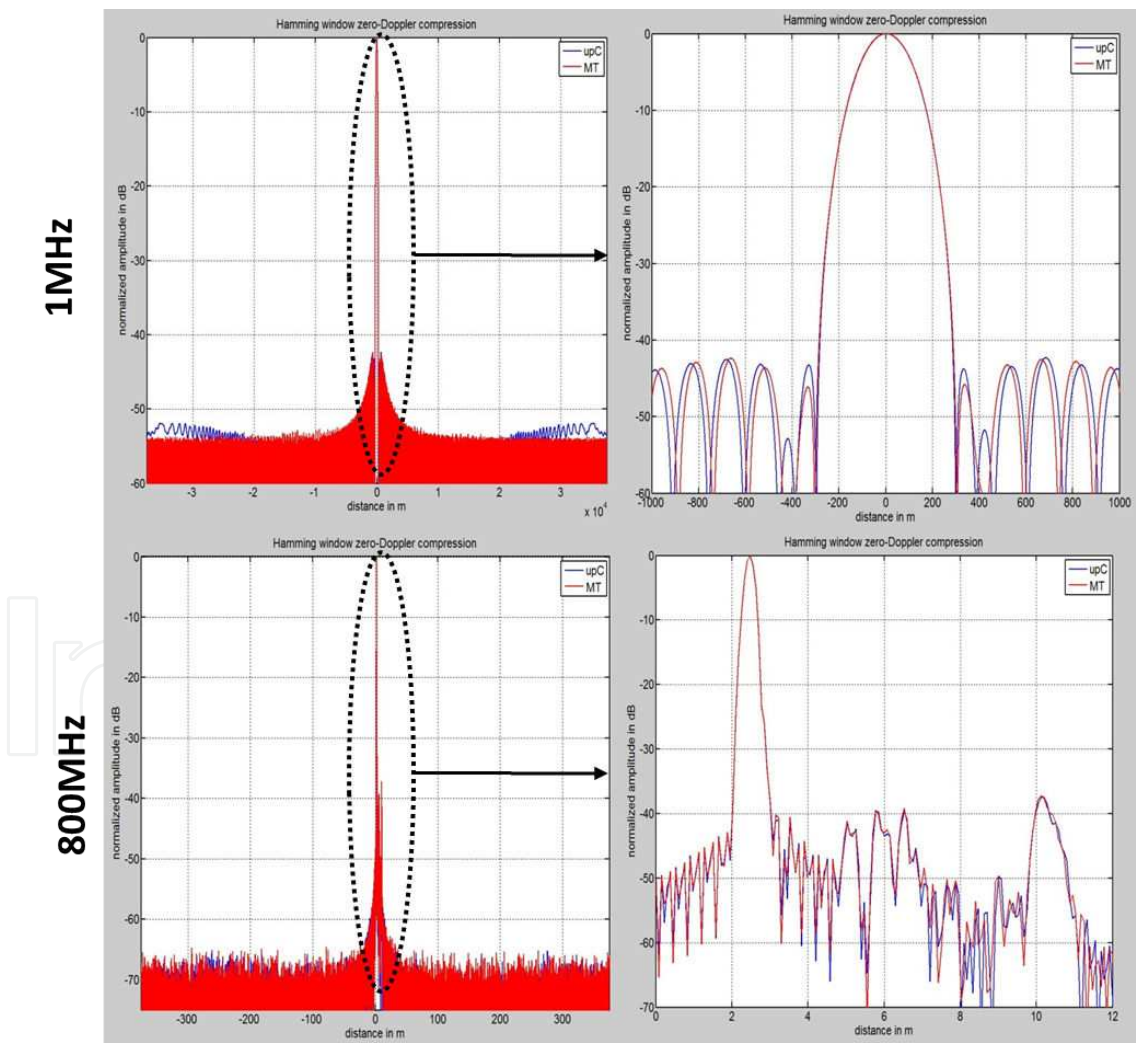 Hamming window zero-Doppler compression
upC
MT
0
-10
-20
-30
-40
-50
-60
normalized amplitude in dB
-3
-2
-1
0
1
2
3
distance in m
x 10^4
Hamming window zero-Doppler compression
upC
MT
0
-10
-20
-30
-40
-50
-60
normalized amplitude in dB
-1000
-800
-600
-400
-200
0
200
400
600
800
1000
distance in m
1MHz
Hamming window zero-Doppler compression
upC
MT
0
-10
-20
-30
-40
-50
-60
-70
normalized amplitude in dB
-300
-200
-100
0
100
200
300
distance in m
Hamming window zero-Doppler compression
upC
MT
0
-10
-20
-30
-40
-50
-60
-70
normalized amplitude in dB
0
2
4
6
8
10
12
distance in m
800MHz
In